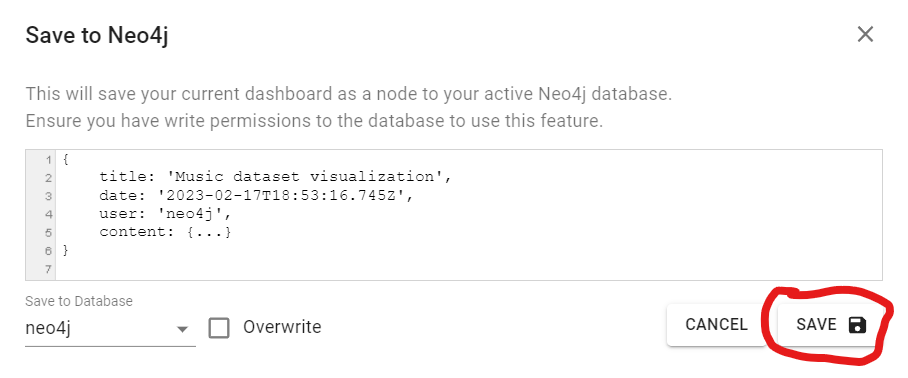 Save to Neo4j
This will save your current dashboard as a node to your active Neo4j database.
Ensure you have write permissions to the database to use this feature.
1 {
2     title: 'Music dataset visualization',
3     date: '2023-02-17T18:53:16.745Z',
4     user: 'neo4j',
5     content: {...}
6 }
7
Save to Database
neo4j Overwrite CANCEL SAVE